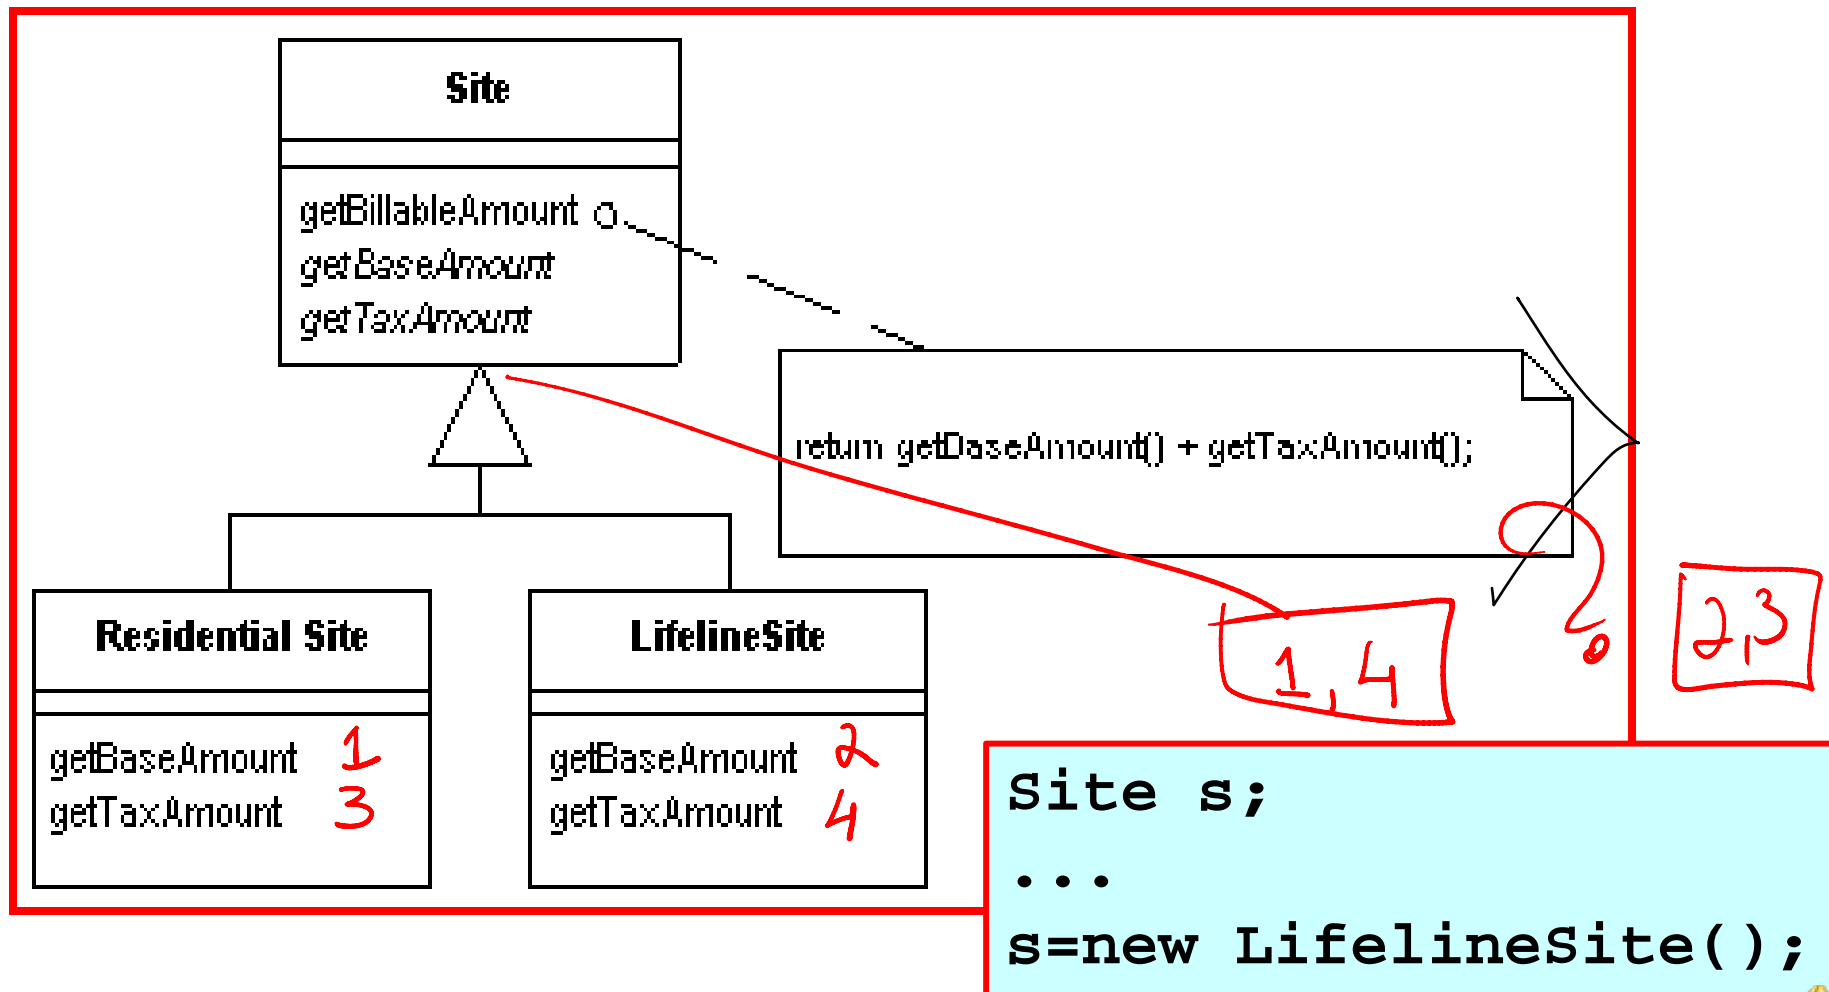 Site
getBillableAmount
getBaseAmount
getTaxAmount
return getBaseAmount() + getTaxAmount();
Residential Site
getBaseAmount 1
getTaxAmount 3
LifelineSite
getBaseAmount 2
getTaxAmount 4
1, 4
2,3
Site s;
...
s=new LifelineSite();